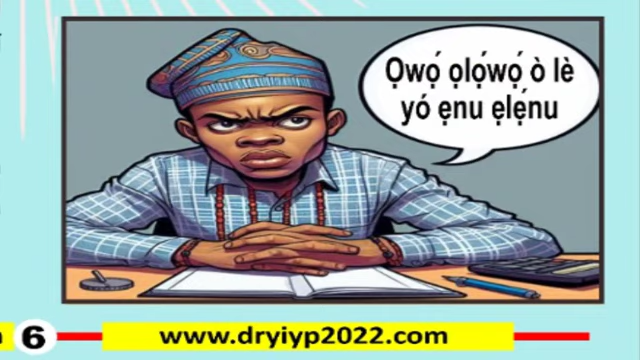 Ọwọ́ ọlọ́wọ́ ò lè
yó ẹnu ẹlẹ́nu
6
www.dryiyp2022.com